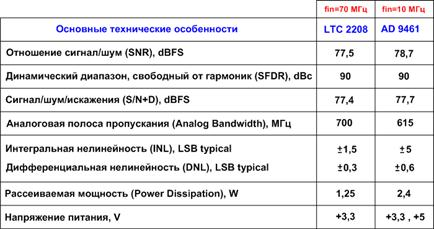 fin=70 МГц fin=10 МГц
Основные технические особенности LTC 2208 AD 9461
Отношение сигнал/шум (SNR), dBFS 77,5 78,7
Динамический диапазон, свободный от гармоник (SFDR), dBc 90 90
Сигнал/шум/искажения (S/N+D), dBFS 77,4 77,7
Аналоговая полоса пропускания (Analog Bandwidth), МГц 700 615
Интегральная нелинейность (INL), LSB typical ±1,5 ±5
Дифференциальная нелинейность (DNL), LSB typical ±0,3 ±0,6
Рассеиваемая мощность (Power Dissipation), W 1,25 2,4
Напряжение питания, V +3,3 +3,3 , +5